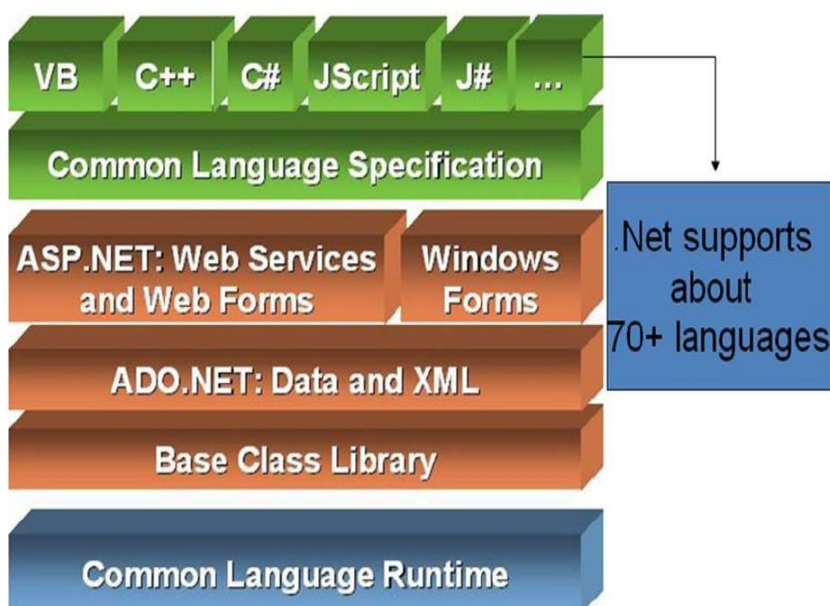 VB C++ C# JScript J# ...
Common Language Specification
ASP.NET: Web Services
and Web Forms
Windows
Forms
.Net supports
about
70+ languages
ADO.NET: Data and XML
Base Class Library
Common Language Runtime